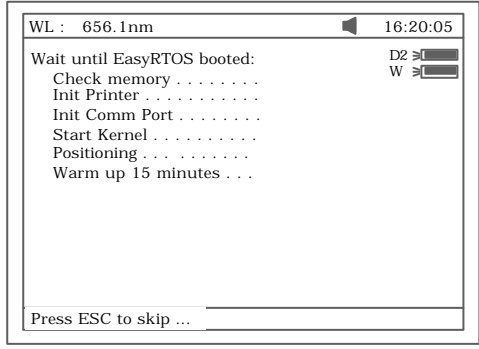 WL : 656.1nm 16:20:05
Wait until EasyRTOS booted:
D2
Check memory . . . . . . . .
W
Init Printer . . . . . . . . . . .
Init Comm Port . . . . . . . .
Start Kernel . . . . . . . . . .
Positioning . . . . . . . . . . .
Warm up 15 minutes . . .
Press ESC to skip ...